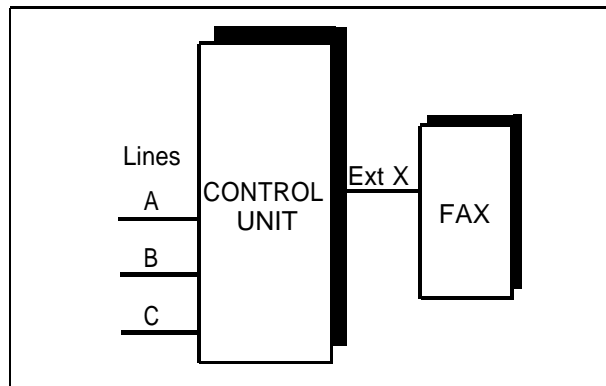 Lines
A
B
C
CONTROL
UNIT
Ext X
FAX